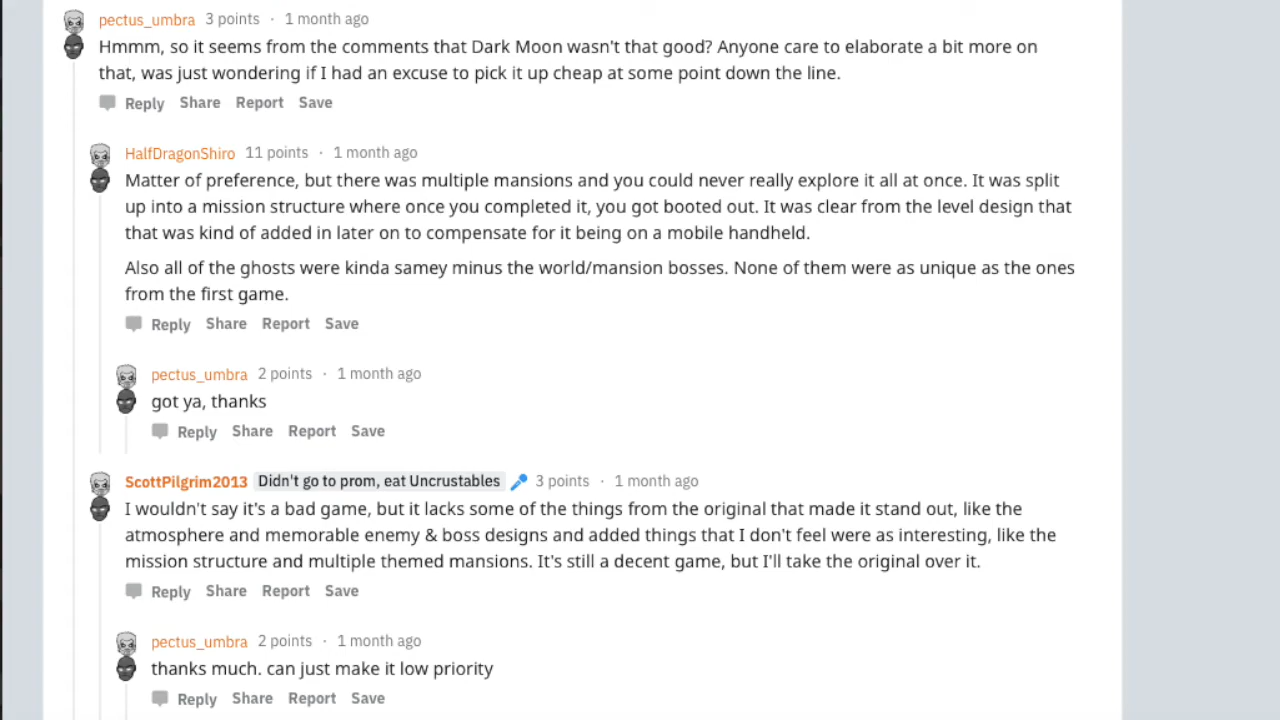 pectus_umbra 3 points · 1 month ago
Hmmm, so it seems from the comments that Dark Moon wasn't that good? Anyone care to elaborate a bit more on
that, was just wondering if I had an excuse to pick it up cheap at some point down the line.
Reply Share Report Save
HalfDragonShiro 11 points · 1 month ago
Matter of preference, but there was multiple mansions and you could never really explore it all at once. It was split
up into a mission structure where once you completed it, you got booted out. It was clear from the level design that
that was kind of added in later on to compensate for it being on a mobile handheld.
Also all of the ghosts were kinda samey minus the world/mansion bosses. None of them were as unique as the ones
from the first game.
Reply Share Report Save
pectus_umbra 2 points · 1 month ago
got ya, thanks
Reply Share Report Save
ScottPilgrim2013 Didn't go to prom, eat Uncrustables 3 points · 1 month ago
I wouldn't say it's a bad game, but it lacks some of the things from the original that made it stand out, like the
atmosphere and memorable enemy & boss designs and added things that I don't feel were as interesting, like the
mission structure and multiple themed mansions. It's still a decent game, but I'll take the original over it.
Reply Share Report Save
pectus_umbra 2 points · 1 month ago
thanks much. can just make it low priority
Reply Share Report Save